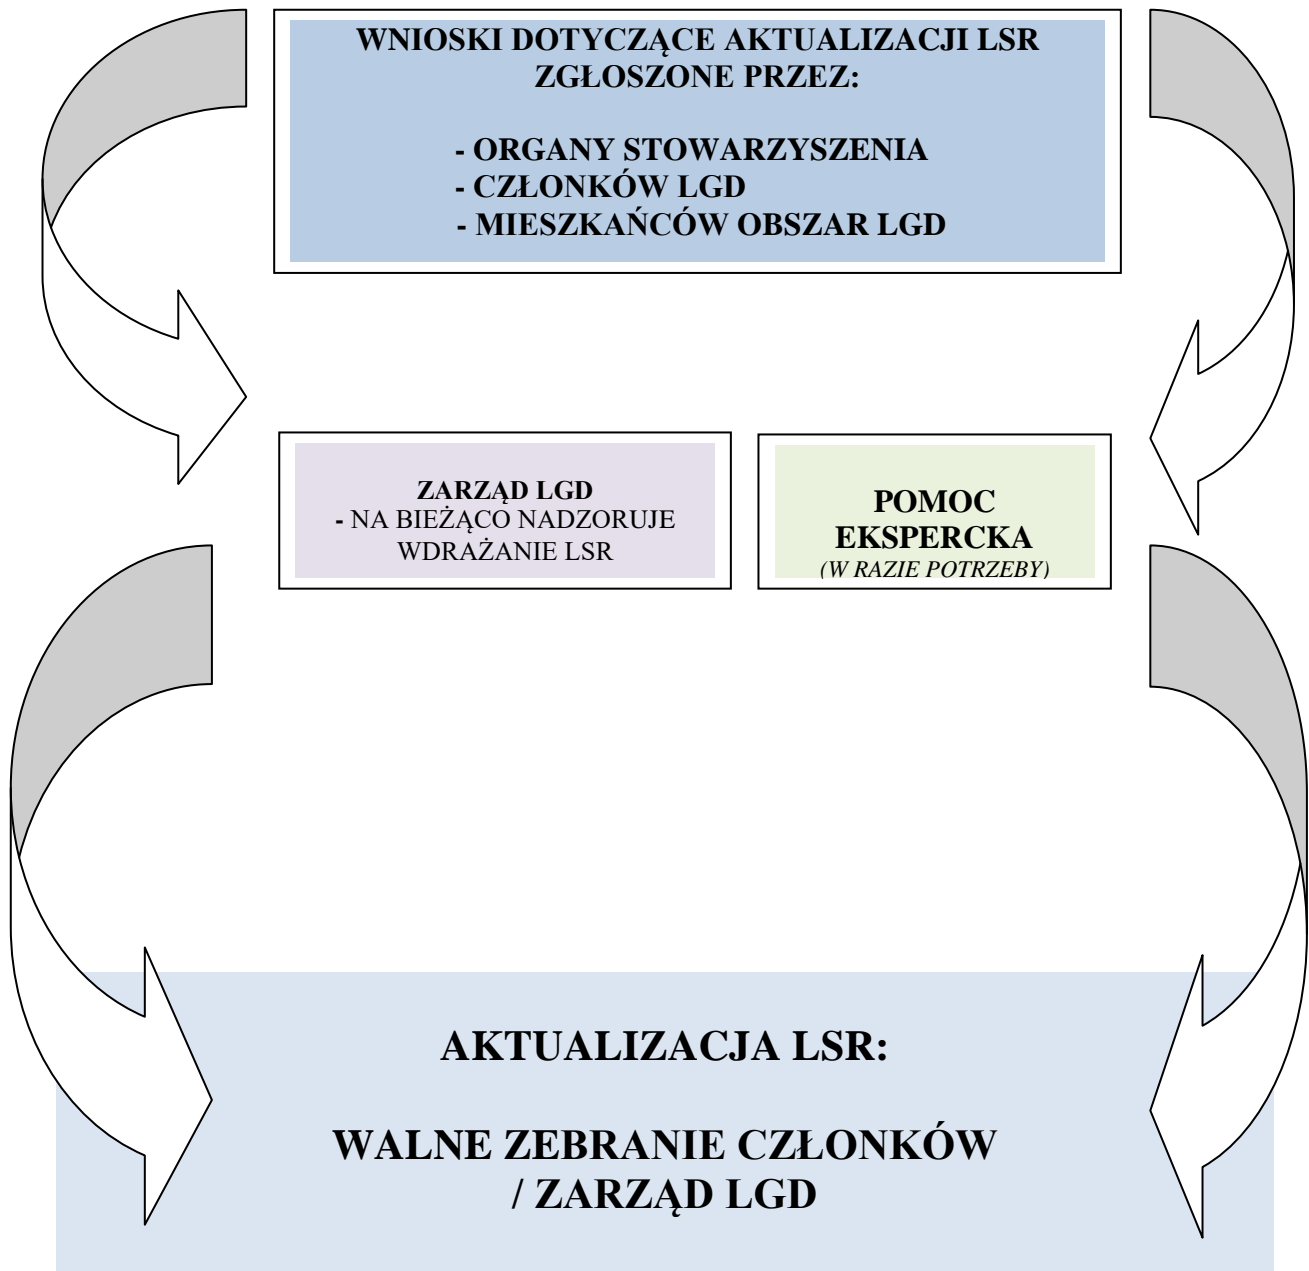 WNIOSKI DOTYCZĄCE AKTUALIZACJI LSR
ZGŁOSZONE PRZEZ:
- ORGANY STOWARZYSZENIA
- CZŁONKÓW LGD
- MIESZKAŃCÓW OBSZAR LGD
ZARZĄD LGD
- NA BIEŻĄCO NADZORUJE
WDRAŻANIE LSR
POMOC
EKSPERCKA
(W RAZIE POTRZEBY)
AKTUALIZACJA LSR:
WALNE ZEBRANIE CZŁONKÓW
/ ZARZĄD LGD